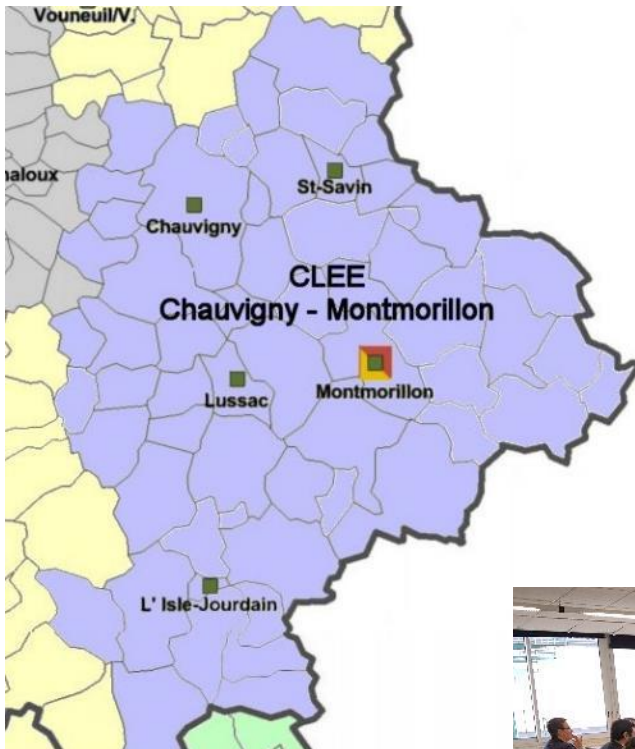 Vouneuil/V.
St-Savin
Chauvigny
CLEE
Chauvigny - Montmorillon
Lussac
Montmorillon
L' Isle-Jourdain